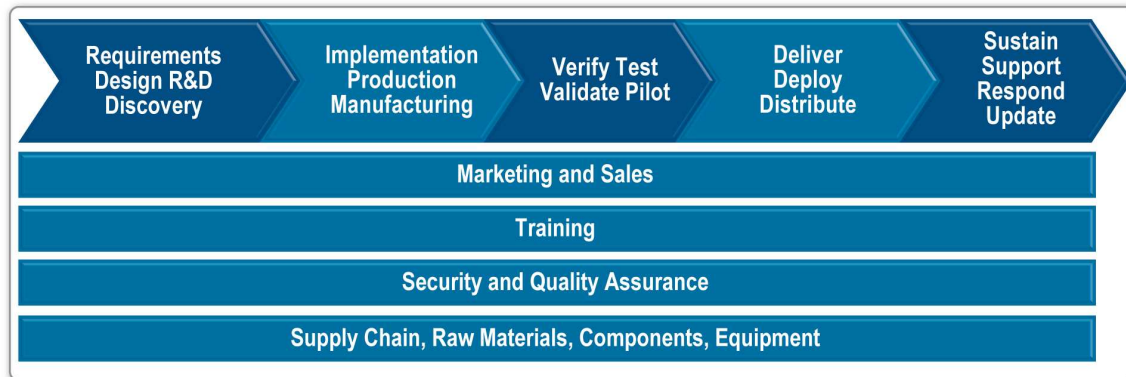 Requirements
Design R&D
Discovery
Implementation
Production
Manufacturing
Verify Test
Validate Pilot
Deliver
Deploy
Distribute
Sustain
Support
Respond
Update
Marketing and Sales
Training
Security and Quality Assurance
Supply Chain, Raw Materials, Components, Equipment